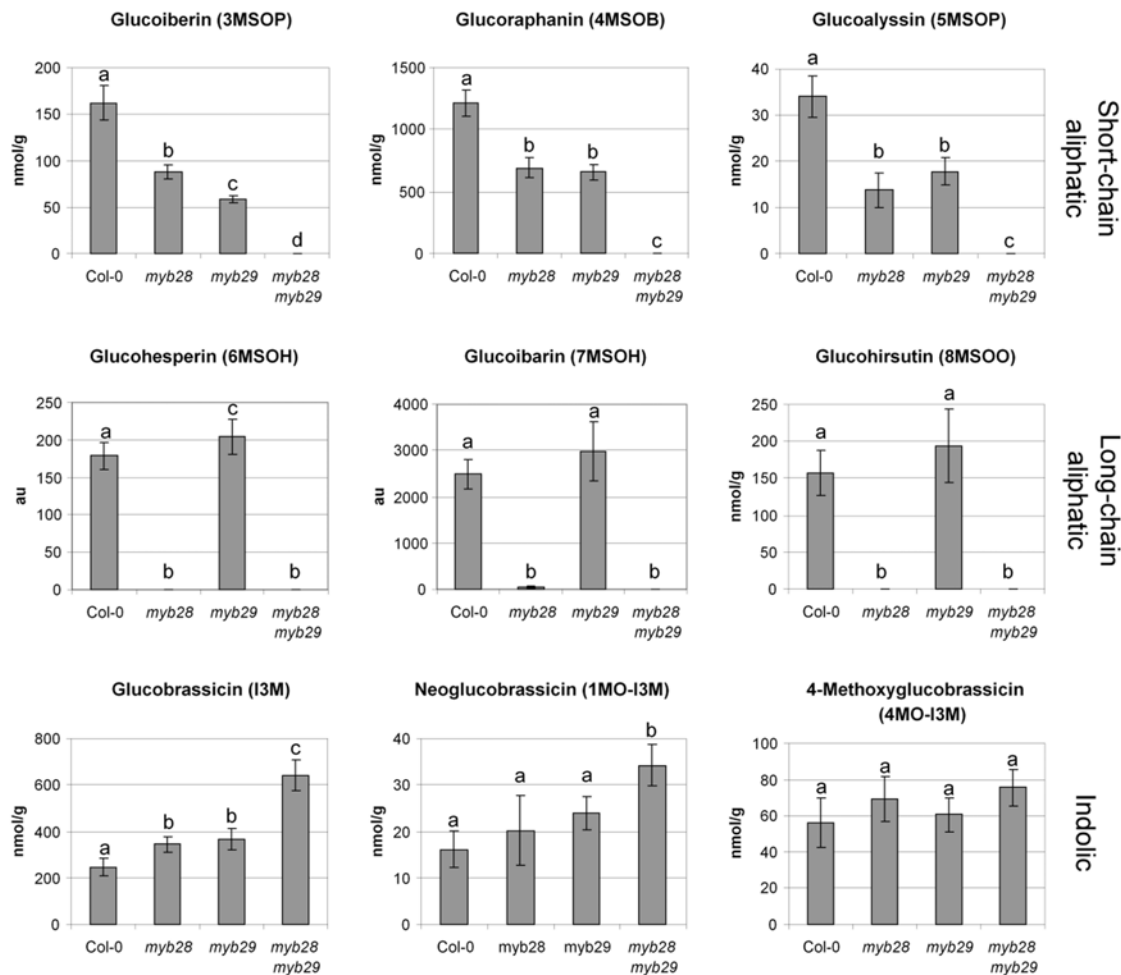 Glucoiberin (3MSOP)
200
150
100
50
0
nmol/g
a
b
c
d
Col-0
myb28
myb29
myb28
myb29
Glucoraphanin (4MSOB)
1500
1000
500
0
nmol/g
a
b
b
c
Col-0
myb28
myb29
myb28
myb29
Glucoalyssin (5MSOP)
40
30
20
10
0
nmol/g
a
b
b
c
Col-0
myb28
myb29
myb28
myb29
Short-chain
aliphatic
Glucohesperin (6MSOH)
250
200
150
100
50
0
au
a
b
c
b
Col-0
myb28
myb29
myb28
myb29
Glucoibarin (7MSOH)
4000
3000
2000
1000
0
au
a
b
a
b
Col-0
myb28
myb29
myb28
myb29
Glucohirsutin (8MSOO)
250
200
150
100
50
0
nmol/g
a
b
a
b
Col-0
myb28
myb29
myb28
myb29
Long-chain
aliphatic
Glucobrassicin (I3M)
800
600
400
200
0
nmol/g
a
b
b
c
Col-0
myb28
myb29
myb28
myb29
Neoglucobrassicin (1MO-I3M)
40
30
20
10
0
nmol/g
a
a
a
b
Col-0
myb28
myb29
myb28
myb29
4-Methoxyglucobrassicin
(4MO-I3M)
100
80
60
40
20
0
nmol/g
a
a
a
a
Col-0
myb28
myb29
myb28
myb29
Indolic